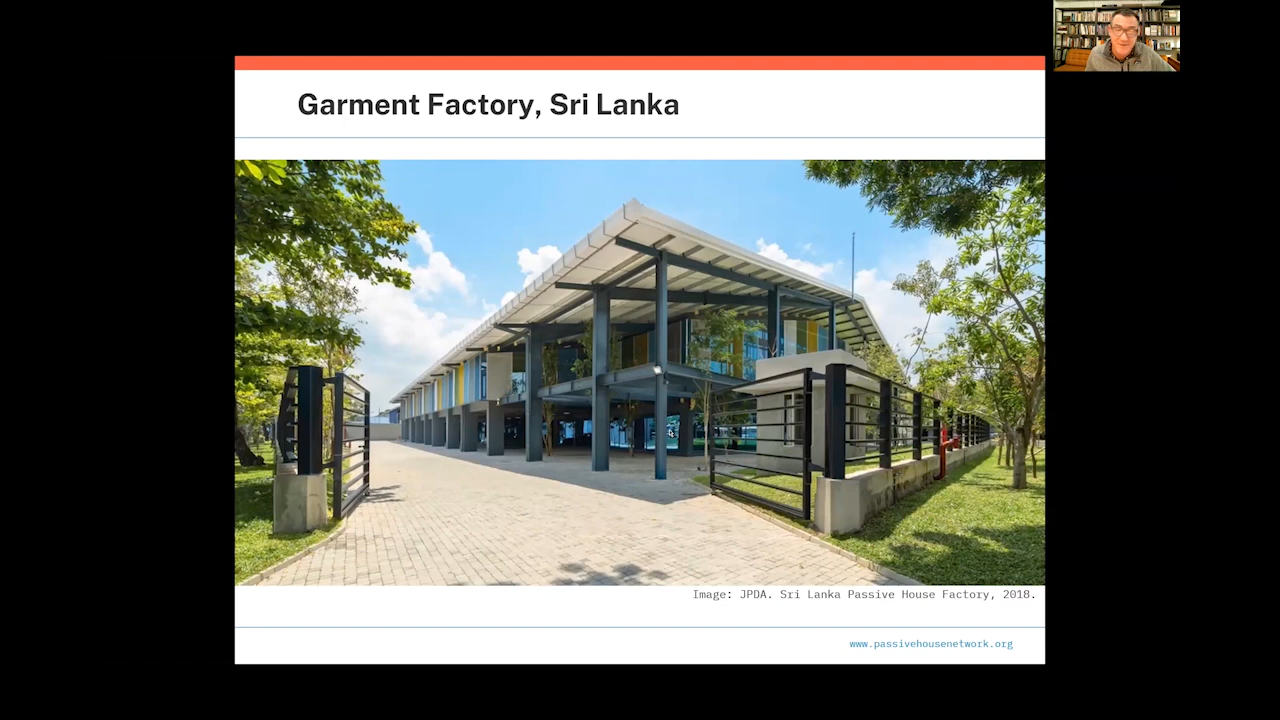 Garment Factory, Sri Lanka
Image: JPDA. Sri Lanka Passive House Factory, 2018.
www.passivehousenetwork.org